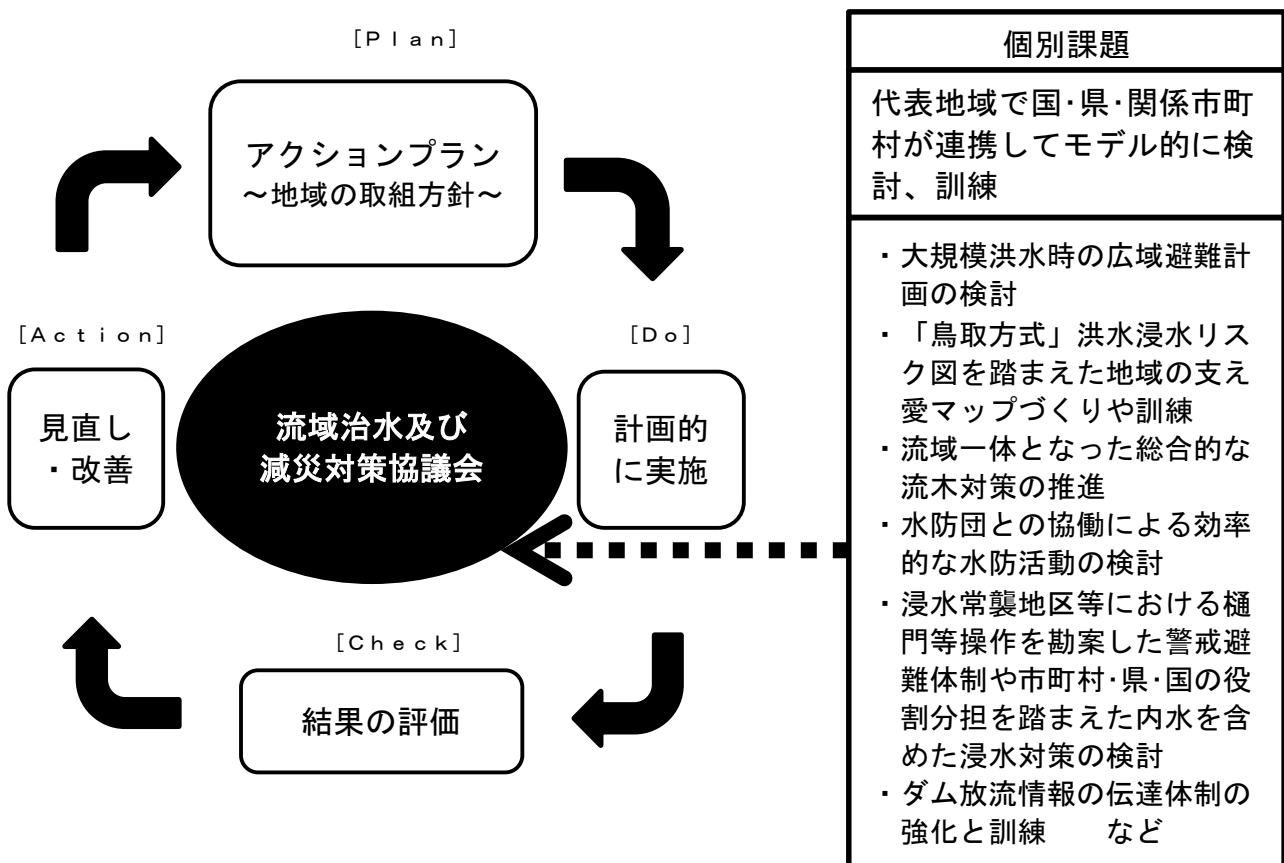 [Plan]
アクションプラン
～地域の取組方針～
[Action]
見直し
・改善
流域治水及び
減災対策協議会
[Do]
計画的
に実施
[Check]
結果の評価
個別課題
代表地域で国･県･関係市町
村が連携してモデル的に検
討、訓練
・大規模洪水時の広域避難計
画の検討
・「鳥取方式」洪水浸水リス
ク図を踏まえた地域の支え
愛マップづくりや訓練
・流域一体となった総合的な
流木対策の推進
・水防団との協働による効率
的な水防活動の検討
・浸水常襲地区等における樋
門等操作を勘案した警戒避
難体制や市町村･県･国の役
割分担を踏まえた内水を含
めた浸水対策の検討
・ダム放流情報の伝達体制の
強化と訓練　　など